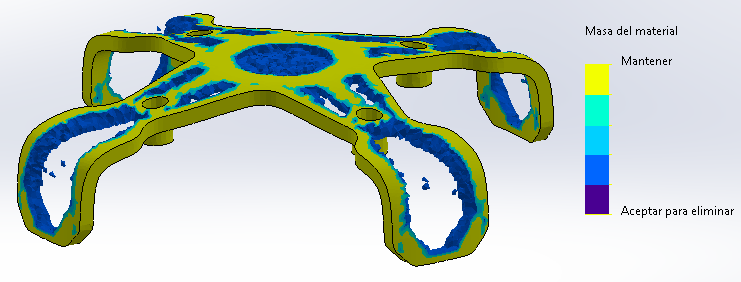 Masa del material
Mantener
Aceptar para eliminar